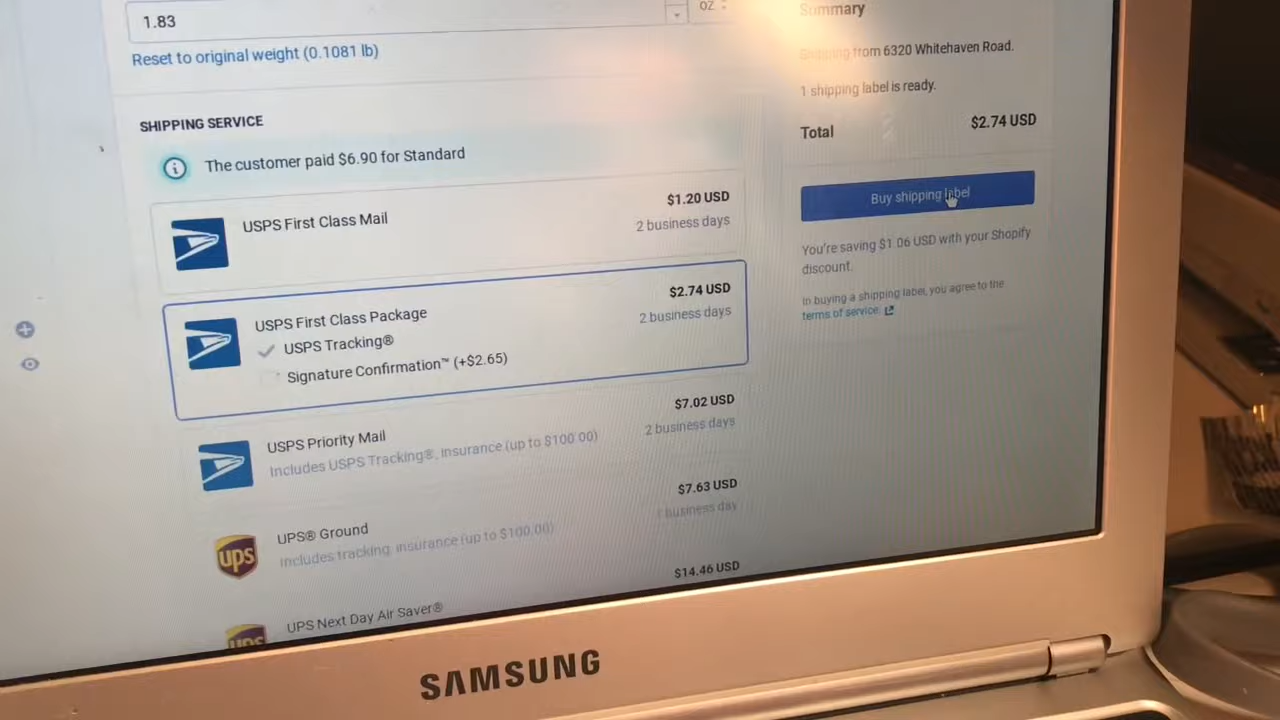 1.83
OZ
Reset to original weight (0.1081 lb)
SHIPPING SERVICE
The customer paid $6.90 for Standard
USPS First Class Mail
$1.20 USD
2 business days
USPS First Class Package
$2.74 USD
2 business days
USPS Tracking®
Signature Confirmation™ (+$2.65)
USPS Priority Mail
$7.02 USD
2 business days
Includes USPS Tracking®, Insurance (up to $100.00)
UPS® Ground
$7.63 USD
business day
Includes tracking, insurance (up to $100.00)
ups
UPS Next Day Air Saver®
$14.46 USD
ups
Summary
Shipping from 6320 Whitehaven Road.
1 shipping label is ready.
Total
$2.74 USD
Buy shipping label
You're saving $1.06 USD with your Shopify
discount.
In buying a shipping label, you agree to the
terms of service.
SAMSUNG